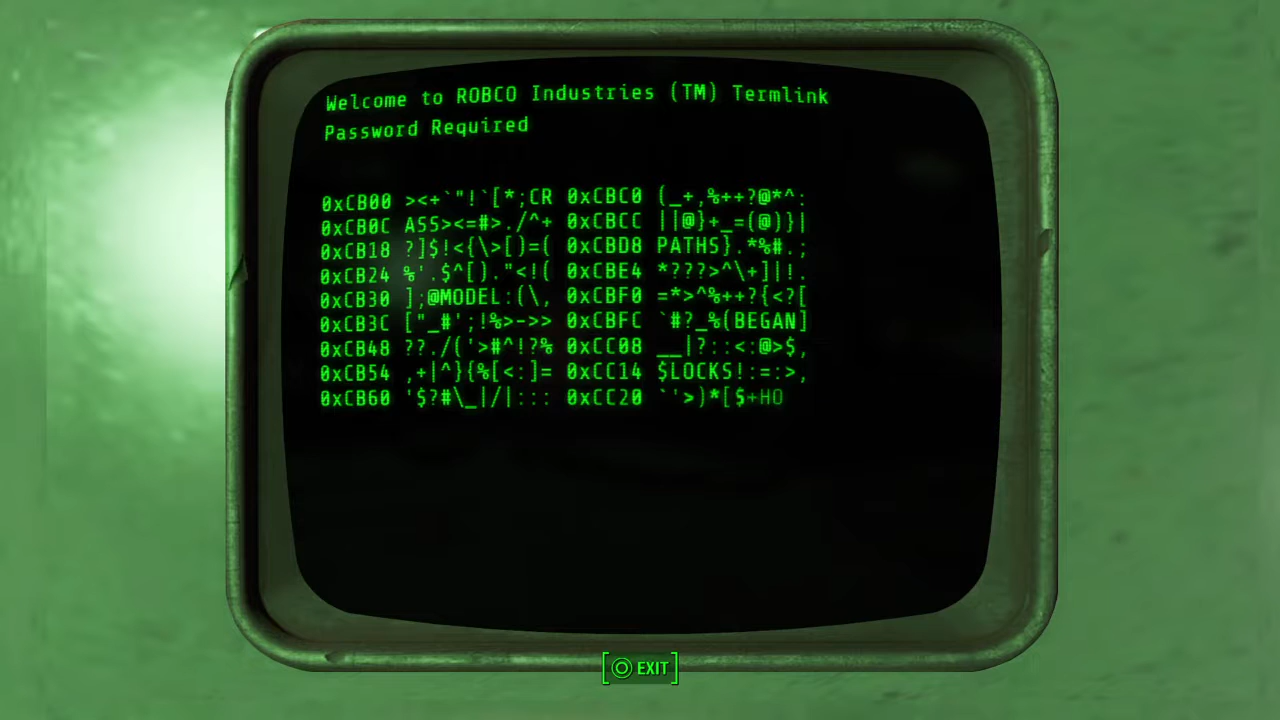 Welcome to ROBCO Industries (TM) Termlink
Password Required
0xCB00 ><+`"!`[*;CR 0xCBC0 (_+,%++?@*^:
0xCB0C ASS><=#>./^+ 0xCBCC ||@}+_=(@)}|
0xCB18 ?]$!<{\>[)=( 0xCBD8 PATHS}.*%#.;
0xCB24 %'.$^[)."<!( 0xCBE4 *???>^\+]|!.
0xCB30 ];@MODEL:(\, 0xCBF0 =*>^%++?{<?[
0xCB3C ["_#';!%>->> 0xCBFC `#?_%(BEGAN]
0xCB48 ??./('>#^!?% 0xCC08 __|?::<:@>$,
0xCB54 ,+|^}{%[<:]= 0xCC14 $LOCKS!:=:>,
0xCB60 '$?#\_|/|::: 0xCC20 `'>)*[$+HO
EXIT